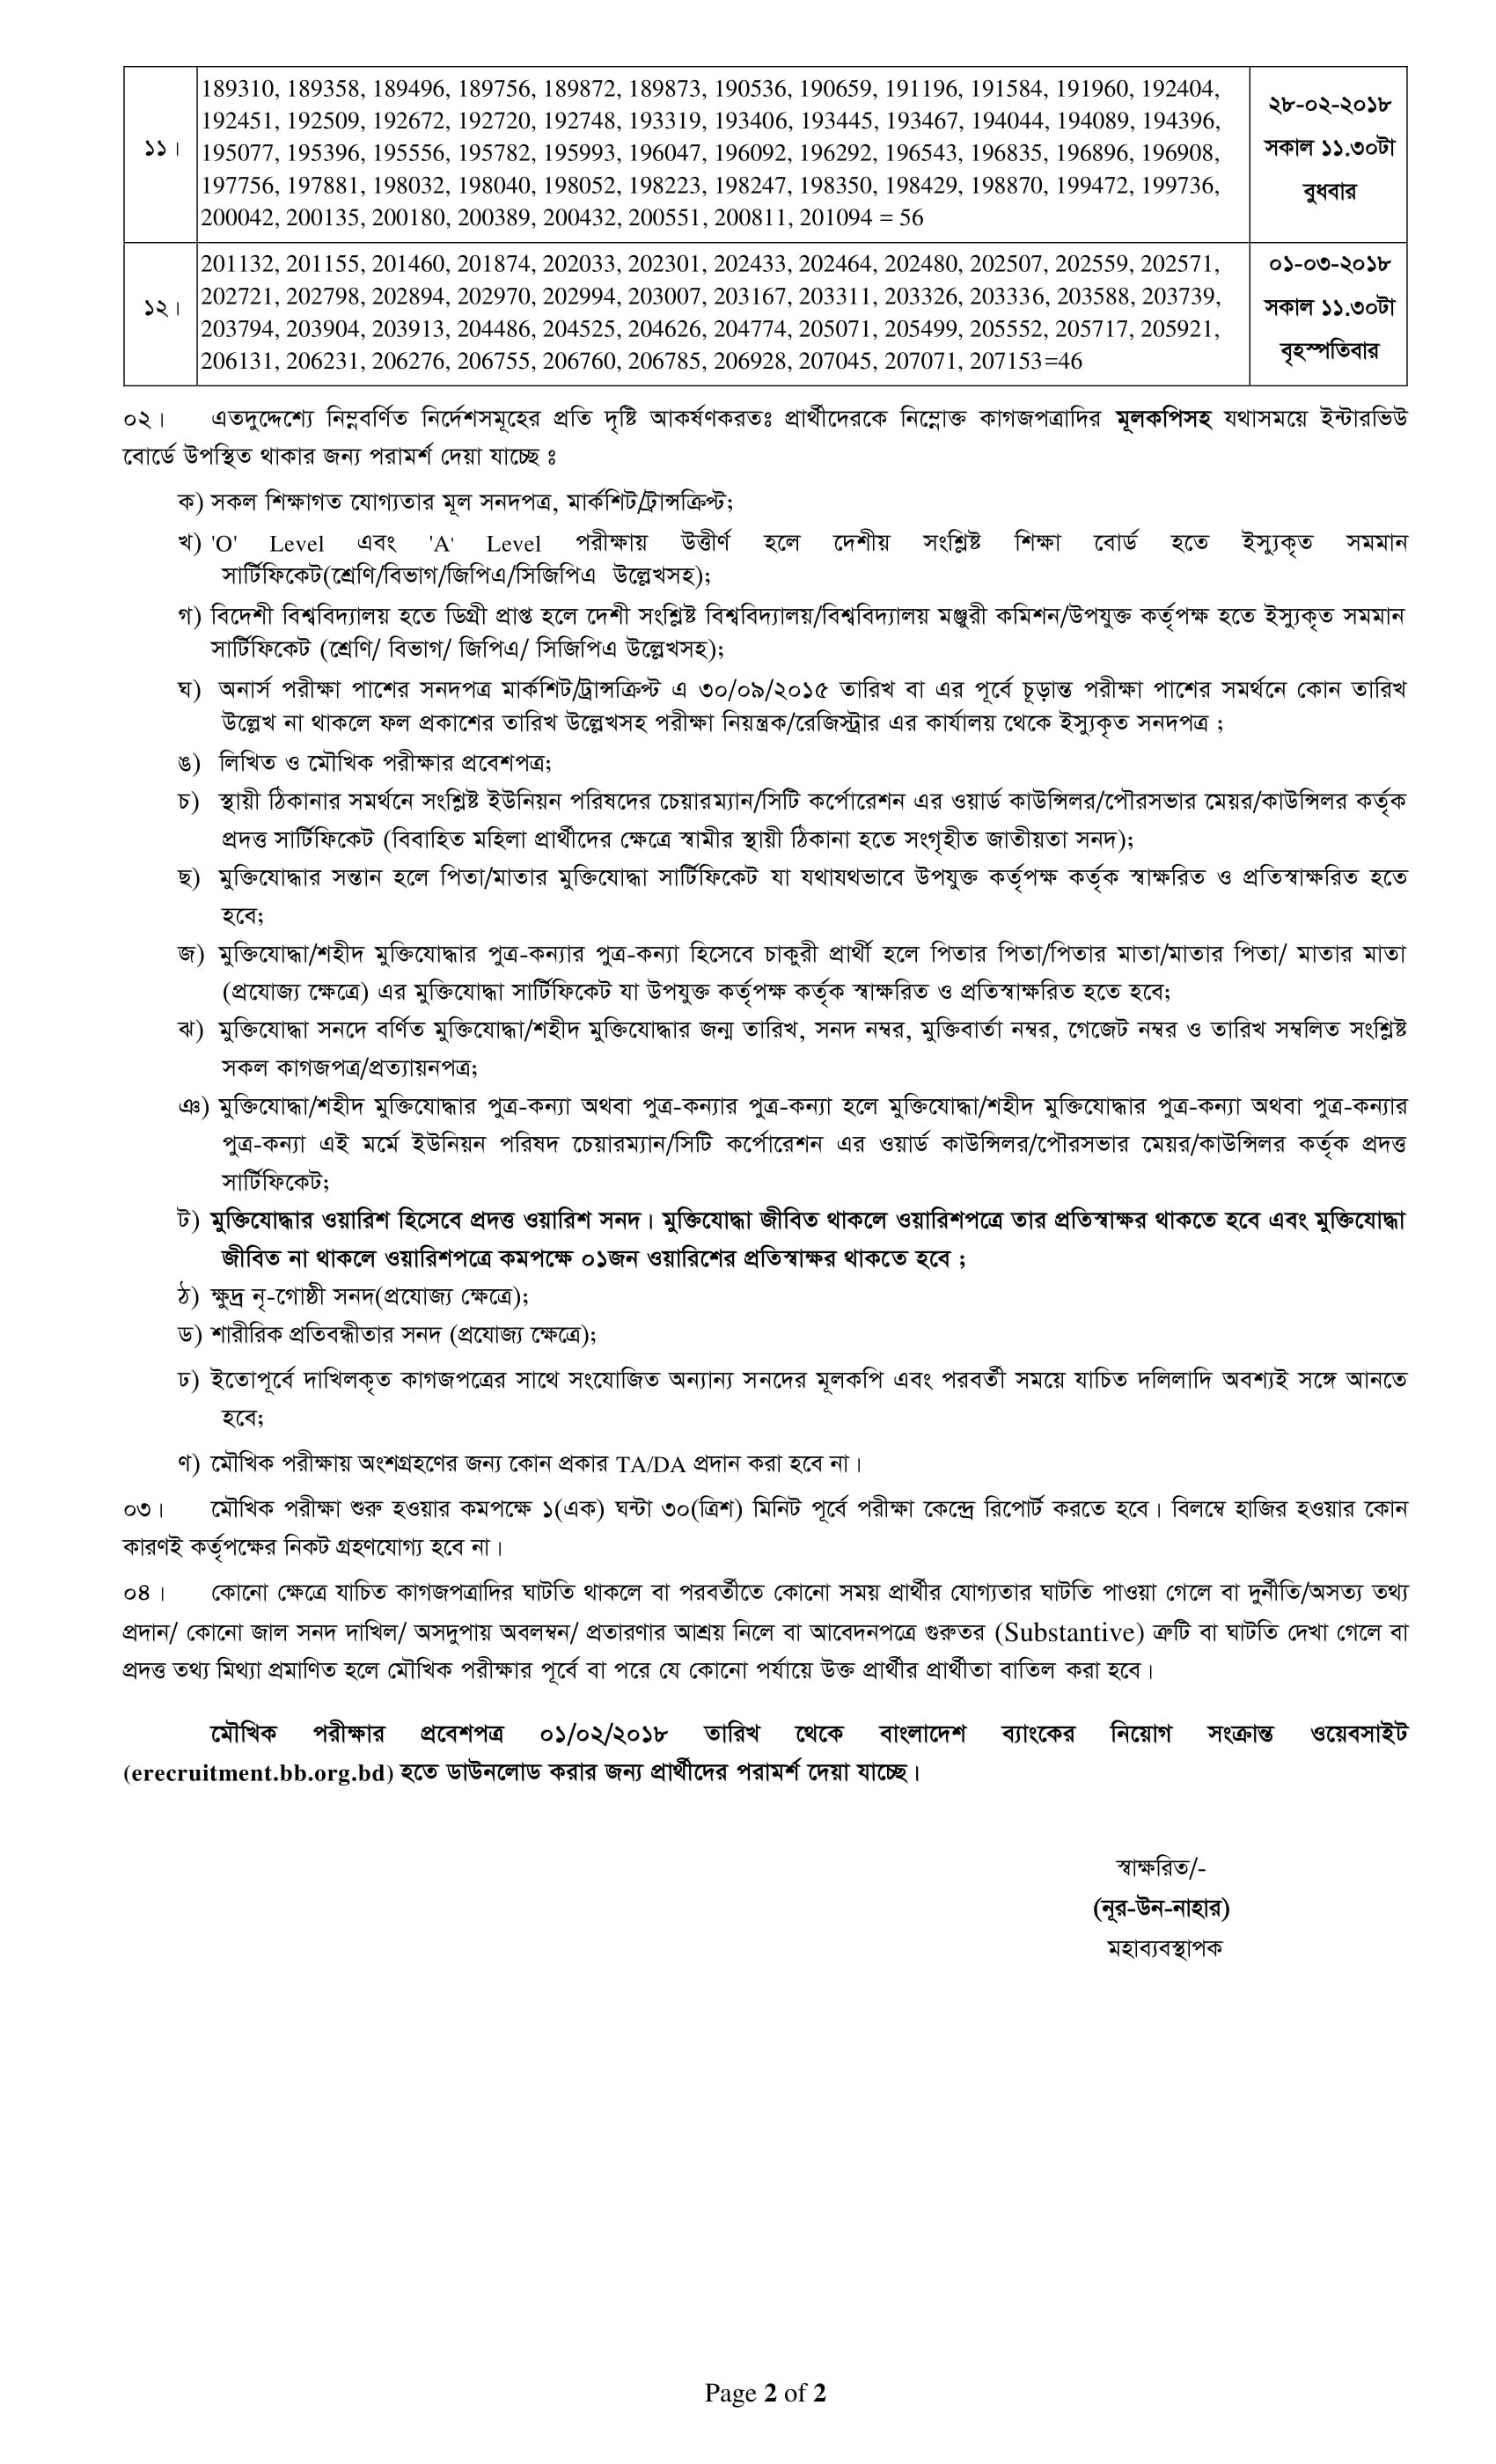 189310, 189358, 189496, 189756, 189872, 189873, 190536, 190659, 191196, 191584, 191960, 192404,
192451, 192509, 192672, 192720, 192748, 193319, 193406, 193445, 193467, 194044, 194089, 194396,
১১। 195077, 195396, 195556, 195782, 195993, 196047, 196092, 196292, 196543, 196835, 196896, 196908,
197756, 197881, 198032, 198040, 198052, 198223, 198247, 198350, 198429, 198870, 199472, 199736,
200042, 200135, 200180, 200389, 200432, 200551, 200811, 201094 = 56
২৮-০২-২০১৮
সকাল ১১.৩০টা
বুধবার
201132, 201155, 201460, 201874, 202033, 202301, 202433, 202464, 202480, 202507, 202559, 202571,
১২। 202721, 202798, 202894, 202970, 202994, 203007, 203167, 203311, 203326, 203336, 203588, 203739,
203794, 203904, 203913, 204486, 204525, 204626, 204774, 205071, 205499, 205552, 205717, 205921,
206131, 206231, 206276, 206755, 206760, 206785, 206928, 207045, 207071, 207153=46
০১-০৩-২০১৮
সকাল ১১.৩০টা
বৃহস্পতিবার
০২। এতদুদ্দেশ্যে নিম্নবর্ণিত নির্দেশসমূহের প্রতি দৃষ্টি আকর্ষণকরতঃ প্রার্থীদেরকে নিম্নোক্ত কাগজপত্রাদির মূলকপিসহ যথাসময়ে ইন্টারভিউ
বোর্ডে উপস্থিত থাকার জন্য পরামর্শ দেয়া যাচ্ছে ঃ
ক) সকল শিক্ষাগত যোগ্যতার মূল সনদপত্র, মার্কশিট/ট্রান্সক্রিপ্ট;
খ) 'O' Level এবং 'A' Level পরীক্ষায় উত্তীর্ণ হলে দেশীয় সংশ্লিষ্ট শিক্ষা বোর্ড হতে ইস্যুকৃত সমমান
সার্টিফিকেট(শ্রেণি/বিভাগ/জিপিএ/সিজিপিএ উল্লেখসহ);
গ) বিদেশী বিশ্ববিদ্যালয় হতে ডিগ্রী প্রাপ্ত হলে দেশী সংশ্লিষ্ট বিশ্ববিদ্যালয়/বিশ্ববিদ্যালয় মঞ্জুরী কমিশন/উপযুক্ত কর্তৃপক্ষ হতে ইস্যুকৃত সমমান
সার্টিফিকেট (শ্রেণি/ বিভাগ/ জিপিএ/ সিজিপিএ উল্লেখসহ);
ঘ) অনার্স পরীক্ষা পাশের সনদপত্র মার্কশিট/ট্রান্সক্রিপ্ট এ ৩০/০৯/২০১৫ তারিখ বা এর পূর্বে চূড়ান্ত পরীক্ষা পাশের সমর্থনে কোন তারিখ
উল্লেখ না থাকলে ফল প্রকাশের তারিখ উল্লেখসহ পরীক্ষা নিয়ন্ত্রক/রেজিস্ট্রার এর কার্যালয় থেকে ইস্যুকৃত সনদপত্র ;
ঙ) লিখিত ও মৌখিক পরীক্ষার প্রবেশপত্র;
চ) স্থায়ী ঠিকানার সমর্থনে সংশ্লিষ্ট ইউনিয়ন পরিষদের চেয়ারম্যান/সিটি কর্পোরেশন এর ওয়ার্ড কাউন্সিলর/পৌরসভার মেয়র/কাউন্সিলর কর্তৃক
প্রদত্ত সার্টিফিকেট (বিবাহিত মহিলা প্রার্থীদের ক্ষেত্রে স্বামীর স্থায়ী ঠিকানা হতে সংগৃহীত জাতীয়তা সনদ);
ছ) মুক্তিযোদ্ধার সন্তান হলে পিতা/মাতার মুক্তিযোদ্ধা সার্টিফিকেট যা যথাযথভাবে উপযুক্ত কর্তৃপক্ষ কর্তৃক স্বাক্ষরিত ও প্রতিস্বাক্ষরিত হতে
হবে;
জ) মুক্তিযোদ্ধা/শহীদ মুক্তিযোদ্ধার পুত্র-কন্যার পুত্র-কন্যা হিসেবে চাকুরী প্রার্থী হলে পিতার পিতা/পিতার মাতা/মাতার পিতা/ মাতার মাতা
(প্রযোজ্য ক্ষেত্রে) এর মুক্তিযোদ্ধা সার্টিফিকেট যা উপযুক্ত কর্তৃপক্ষ কর্তৃক স্বাক্ষরিত ও প্রতিস্বাক্ষরিত হতে হবে;
ঝ) মুক্তিযোদ্ধা সনদে বর্ণিত মুক্তিযোদ্ধা/শহীদ মুক্তিযোদ্ধার জন্ম তারিখ, সনদ নম্বর, মুক্তিবার্তা নম্বর, গেজেট নম্বর ও তারিখ সম্বলিত সংশ্লিষ্ট
সকল কাগজপত্র/প্রত্যায়নপত্র;
ঞ) মুক্তিযোদ্ধা/শহীদ মুক্তিযোদ্ধার পুত্র-কন্যা অথবা পুত্র-কন্যার পুত্র-কন্যা হলে মুক্তিযোদ্ধা/শহীদ মুক্তিযোদ্ধার পুত্র-কন্যা অথবা পুত্র-কন্যার
পুত্র-কন্যা এই মর্মে ইউনিয়ন পরিষদ চেয়ারম্যান/সিটি কর্পোরেশন এর ওয়ার্ড কাউন্সিলর/পৌরসভার মেয়র/কাউন্সিলর কর্তৃক প্রদত্ত
সার্টিফিকেট;
ট) মুক্তিযোদ্ধার ওয়ারিশ হিসেবে প্রদত্ত ওয়ারিশ সনদ। মুক্তিযোদ্ধা জীবিত থাকলে ওয়ারিশপত্রে তার প্রতিস্বাক্ষর থাকতে হবে এবং মুক্তিযোদ্ধা
জীবিত না থাকলে ওয়ারিশপত্রে কমপক্ষে ০১জন ওয়ারিশের প্রতিস্বাক্ষর থাকতে হবে ;
ঠ) ক্ষুদ্র নৃ-গোষ্ঠী সনদ(প্রযোজ্য ক্ষেত্রে);
ড) শারীরিক প্রতিবন্ধীতার সনদ (প্রযোজ্য ক্ষেত্রে);
ঢ) ইতোপূর্বে দাখিলকৃত কাগজপত্রের সাথে সংযোজিত অন্যান্য সনদের মূলকপি এবং পরবর্তী সময়ে যাচিত দলিলাদি অবশ্যই সঙ্গে আনতে
হবে;
ণ) মৌখিক পরীক্ষায় অংশগ্রহণের জন্য কোন প্রকার TA/DA প্রদান করা হবে না।
০৩। মৌখিক পরীক্ষা শুরু হওয়ার কমপক্ষে ১(এক) ঘন্টা ৩০(ত্রিশ) মিনিট পূর্বে পরীক্ষা কেন্দ্রে রিপোর্ট করতে হবে। বিলম্বে হাজির হওয়ার কোন
কারণই কর্তৃপক্ষের নিকট গ্রহণযোগ্য হবে না।
০৪। কোনো ক্ষেত্রে যাচিত কাগজপত্রাদির ঘাটতি থাকলে বা পরবর্তীতে কোনো সময় প্রার্থীর যোগ্যতার ঘাটতি পাওয়া গেলে বা দুর্নীতি/অসত্য তথ্য
প্রদান/ কোনো জাল সনদ দাখিল/ অসদুপায় অবলম্বন/ প্রতারণার আশ্রয় নিলে বা আবেদনপত্রে গুরুতর (Substantive) ত্রুটি বা ঘাটতি দেখা গেলে বা
প্রদত্ত তথ্য মিথ্যা প্রমাণিত হলে মৌখিক পরীক্ষার পূর্বে বা পরে যে কোনো পর্যায়ে উক্ত প্রার্থীর প্রার্থীতা বাতিল করা হবে।
মৌখিক পরীক্ষার প্রবেশপত্র ০১/০২/২০১৮ তারিখ থেকে বাংলাদেশ ব্যাংকের নিয়োগ সংক্রান্ত ওয়েবসাইট
(erecruitment.bb.org.bd) হতে ডাউনলোড করার জন্য প্রার্থীদের পরামর্শ দেয়া যাচ্ছে।
স্বাক্ষরিত/-
(নূর-উন-নাহার)
মহাব্যবস্থাপক
Page 2 of 2